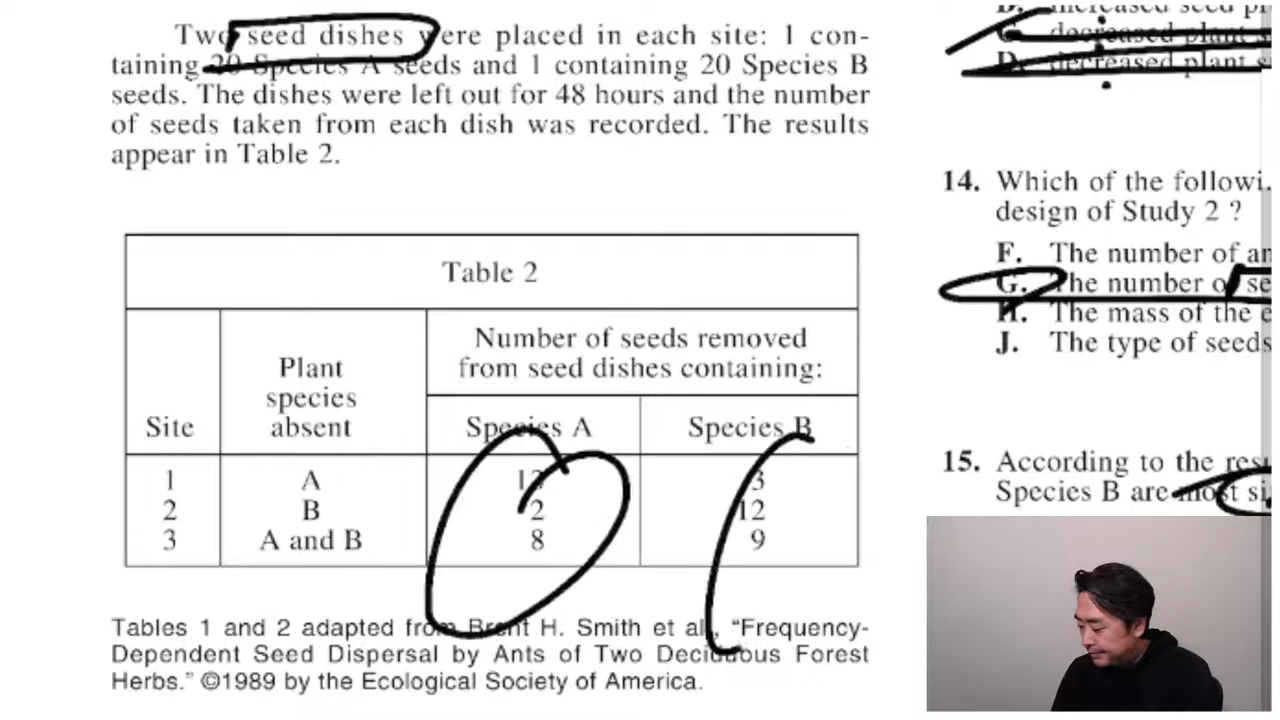 Two seed dishes were placed in each site: 1 con-
taining 20 Species A seeds and 1 containing 20 Species B
seeds. The dishes were left out for 48 hours and the number
of seeds taken from each dish was recorded. The results
appear in Table 2.
Table 2
Number of seeds removed
from seed dishes containing:
Plant
species
absent
Site
Species A
Species B
1 A 3
2 B 2 12
3 A and B 8 9
Tables 1 and 2 adapted from Brent H. Smith et al., “Frequency-
Dependent Seed Dispersal by Ants of Two Deciduous Forest
Herbs.” ©1989 by the Ecological Society of America.
increased seed
decreased plant
D. decreased plant
14. Which of the
design of Study 2 ?
F. The number of
G. The number of
H. The mass of the
J. The type of seeds
15. According to the
Species B are most